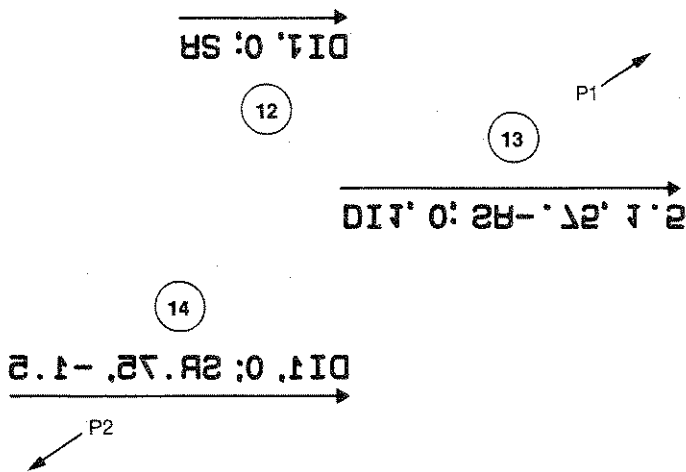 DI1, 0; SR
12
P1
13
DI1, 0; SR-.75, 1.5
14
DI1, 0; SR.75, -1.5
P2